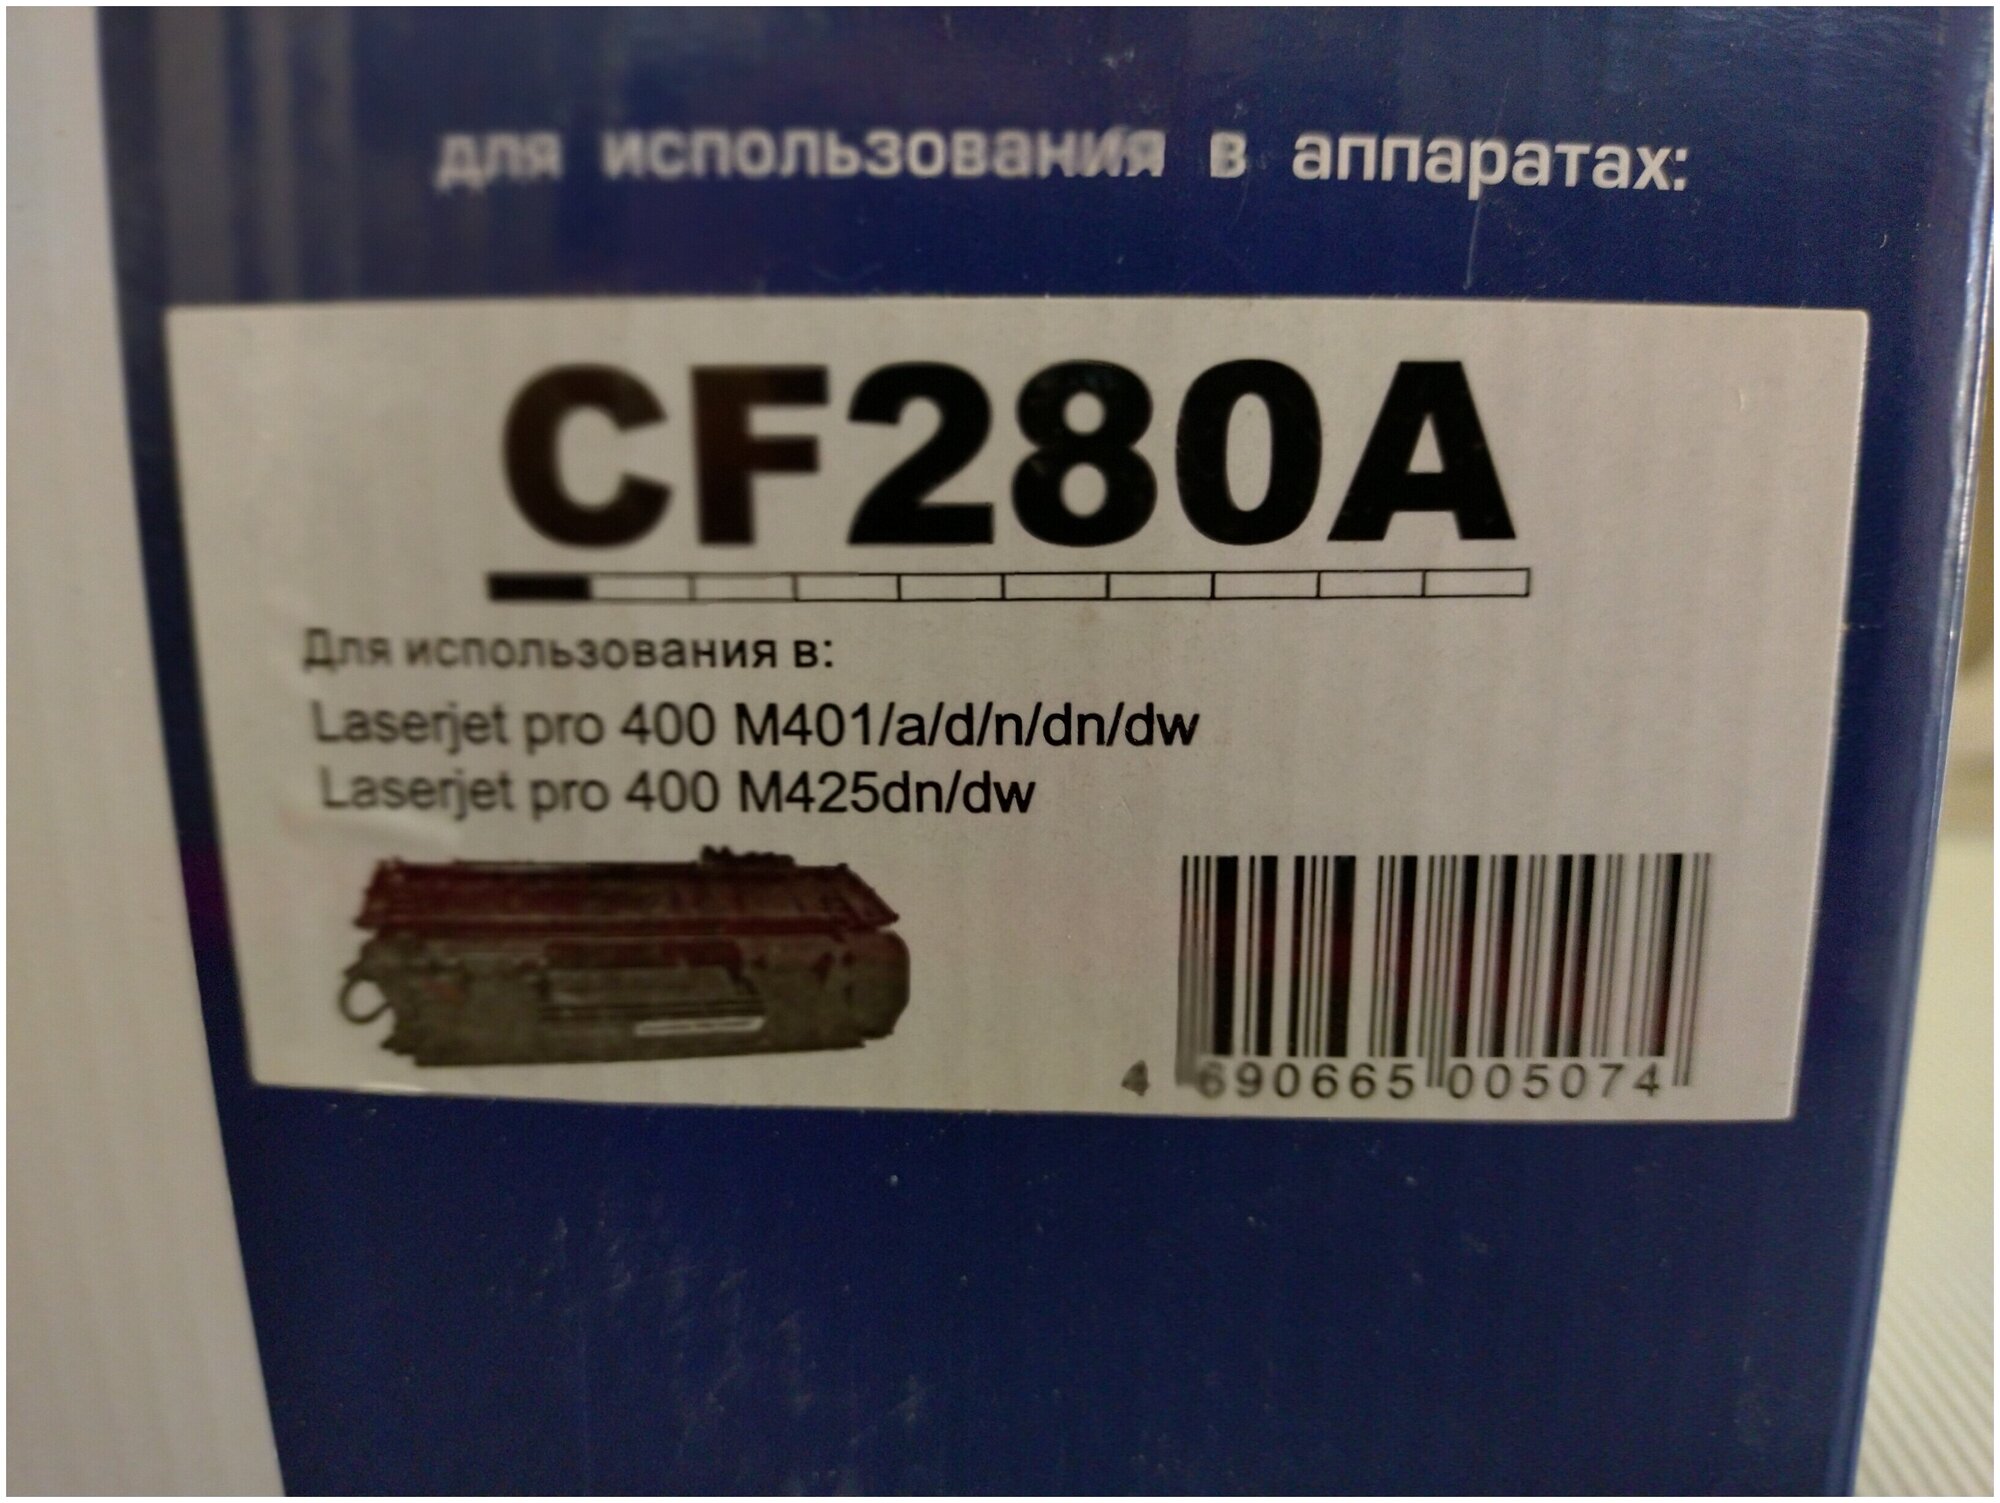 для использования в аппаратах:
CF280A
Для использования в:
Laserjet pro 400 M401/a/d/n/dn/dw
Laserjet pro 400 M425dn/dw
4 690665 005074